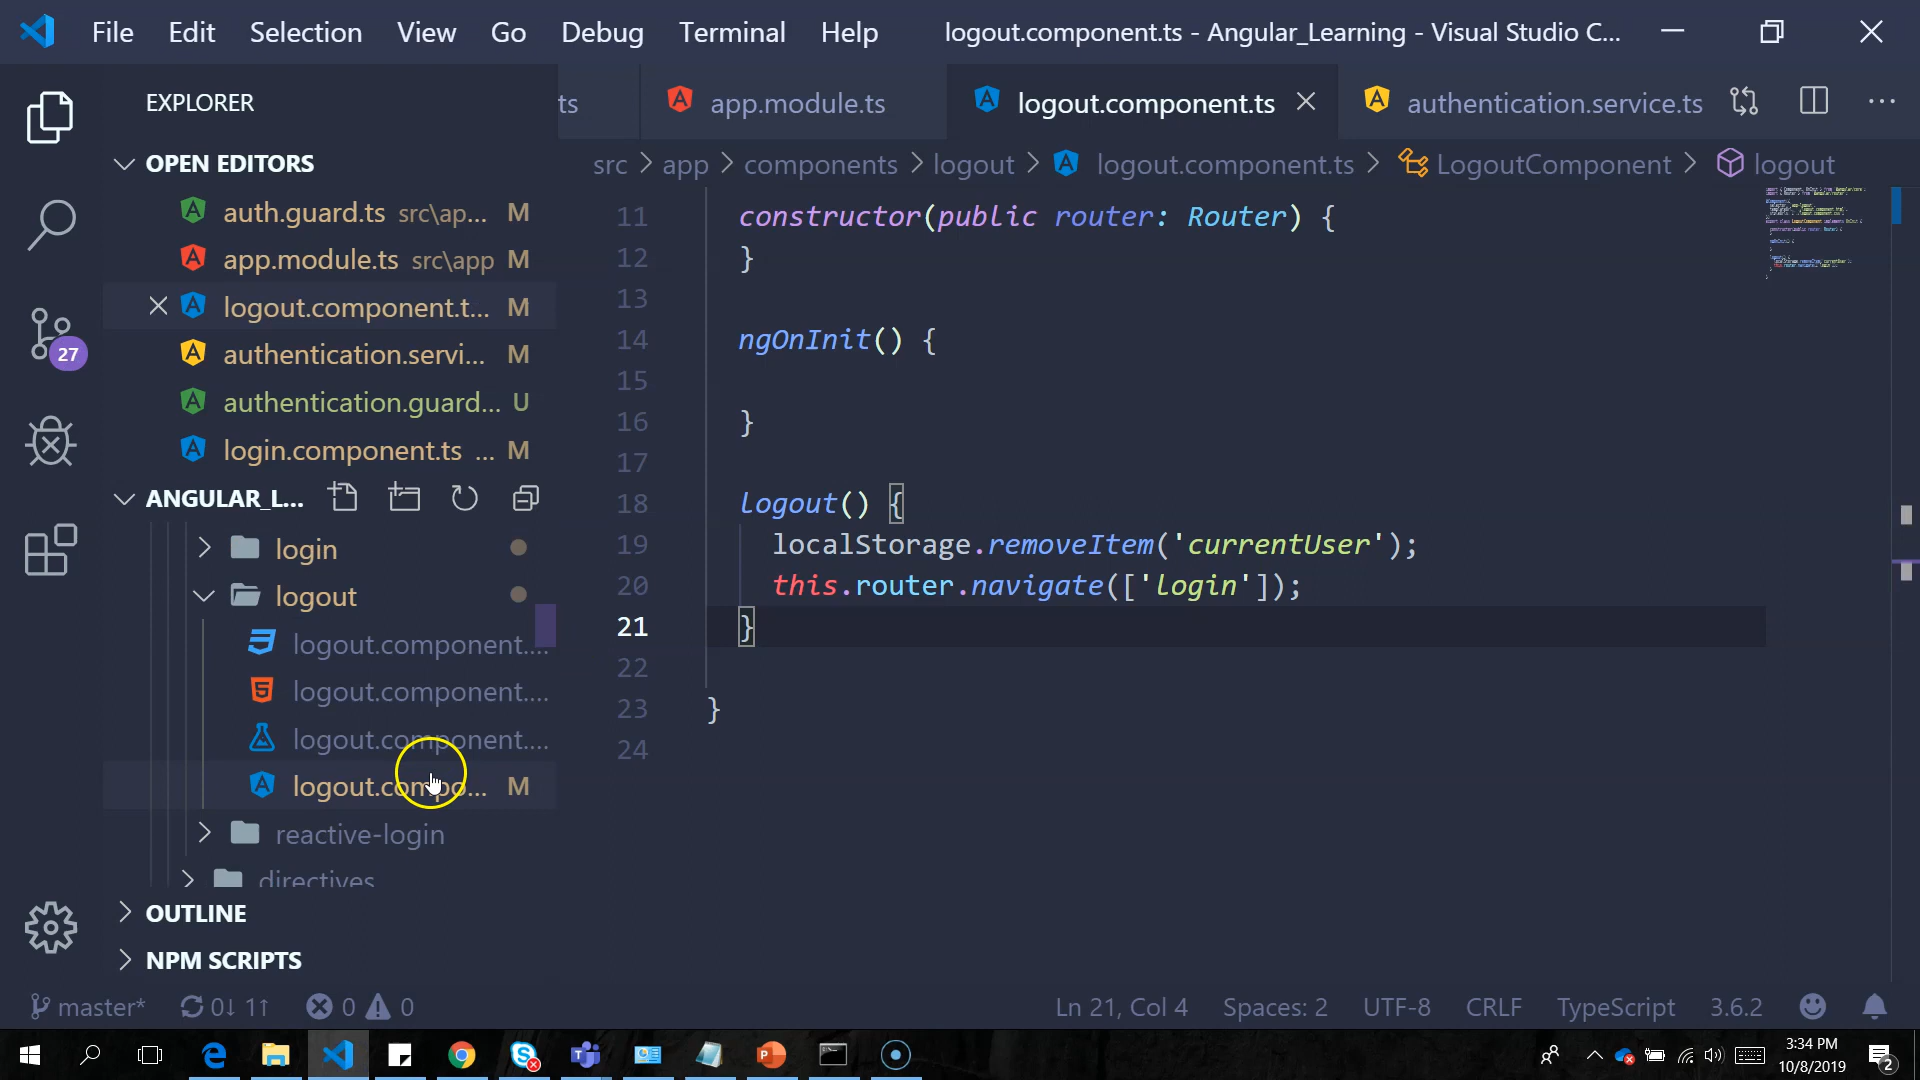 File Edit Selection View Go Debug Terminal Help logout.component.ts - Angular_Learning - Visual Studio C...
EXPLORER
ts app.module.ts logout.component.ts authentication.service.ts ...
OPEN EDITORS
src > app > components > logout > logout.component.ts > LogoutComponent > logout
auth.guard.ts src\ap... M
app.module.ts src\app M
logout.component.t... M
authentication.servi... M
authentication.guard... U
login.component.ts ... M
27
ANGULAR_L...
login
logout
logout.component....
logout.component....
logout.component....
logout.compo... M
reactive-login
directives
OUTLINE
NPM SCRIPTS
11 constructor(public router: Router) {
12 }
13
14 ngOnInit() {
15
16 }
17
18 logout() {
19 localStorage.removeItem('currentUser');
20 this.router.navigate(['login']);
21 }
22
23 }
24
master* 0↓ 1↑ 0 0 Ln 21, Col 4 Spaces: 2 UTF-8 CRLF TypeScript 3.6.2
3:34 PM
10/8/2019
2